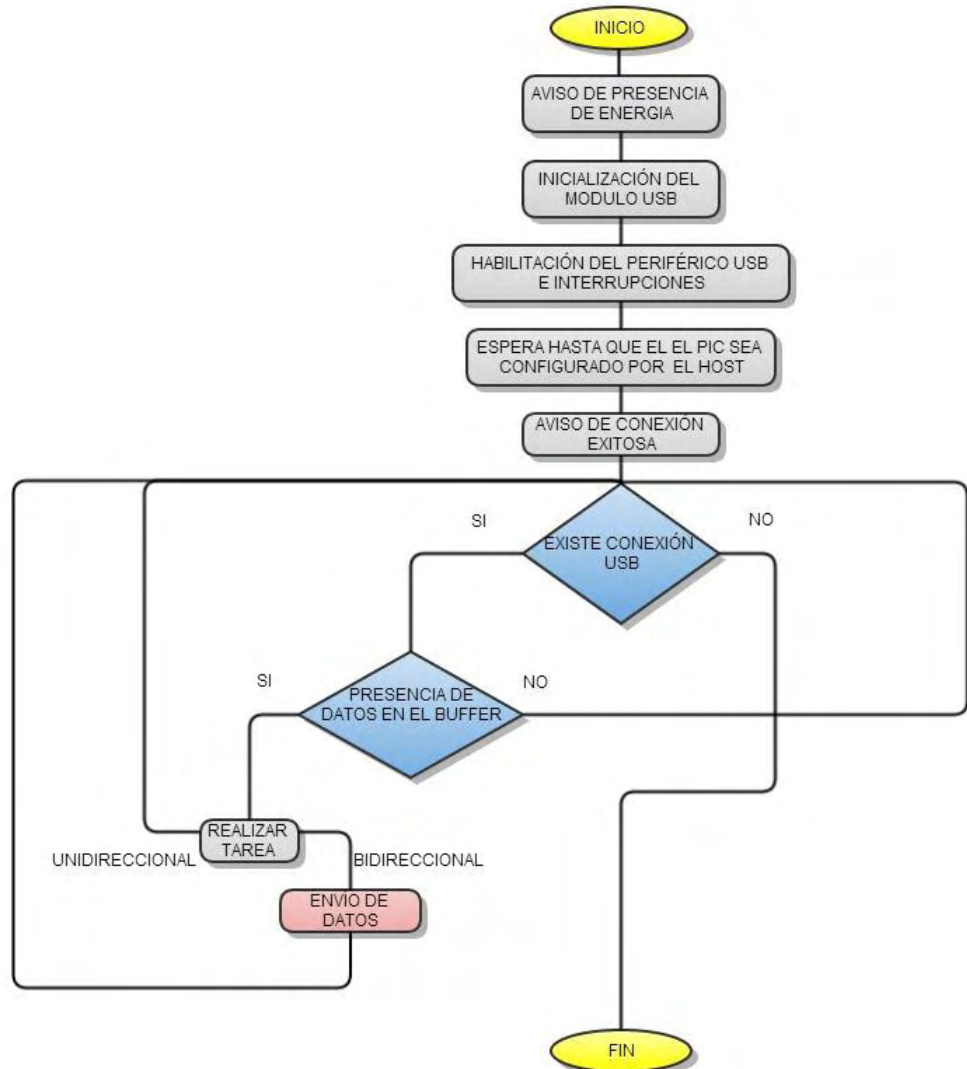 INICIO
AVISO DE PRESENCIA
DE ENERGIA
INICIALIZACIÓN DEL
MODULO USB
HABILITACIÓN DEL PERIFÉRICO USB
E INTERRUPCIONES
ESPERA HASTA QUE EL EL PIC SEA
CONFIGURADO POR EL HOST
AVISO DE CONEXIÓN
EXITOSA
SI
NO
EXISTE CONEXIÓN
USB
SI
NO
PRESENCIA DE
DATOS EN EL BUFFER
REALIZAR
TAREA
UNIDIRECCIONAL
BIDIRECCIONAL
ENVÍO DE
DATOS
FIN